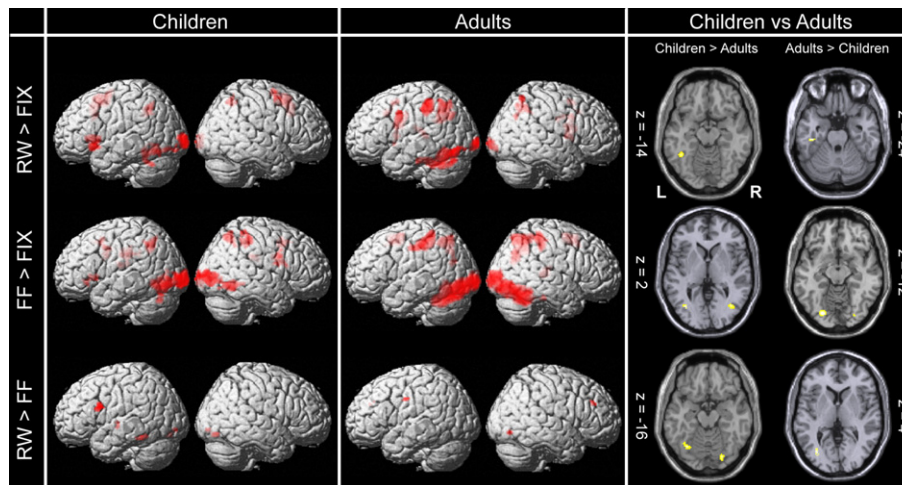 Children
Adults
Children vs Adults
Children > Adults
Adults > Children
RW > FIX
z = -14
L
R
FF > FIX
z = 2
RW > FF
z = -16